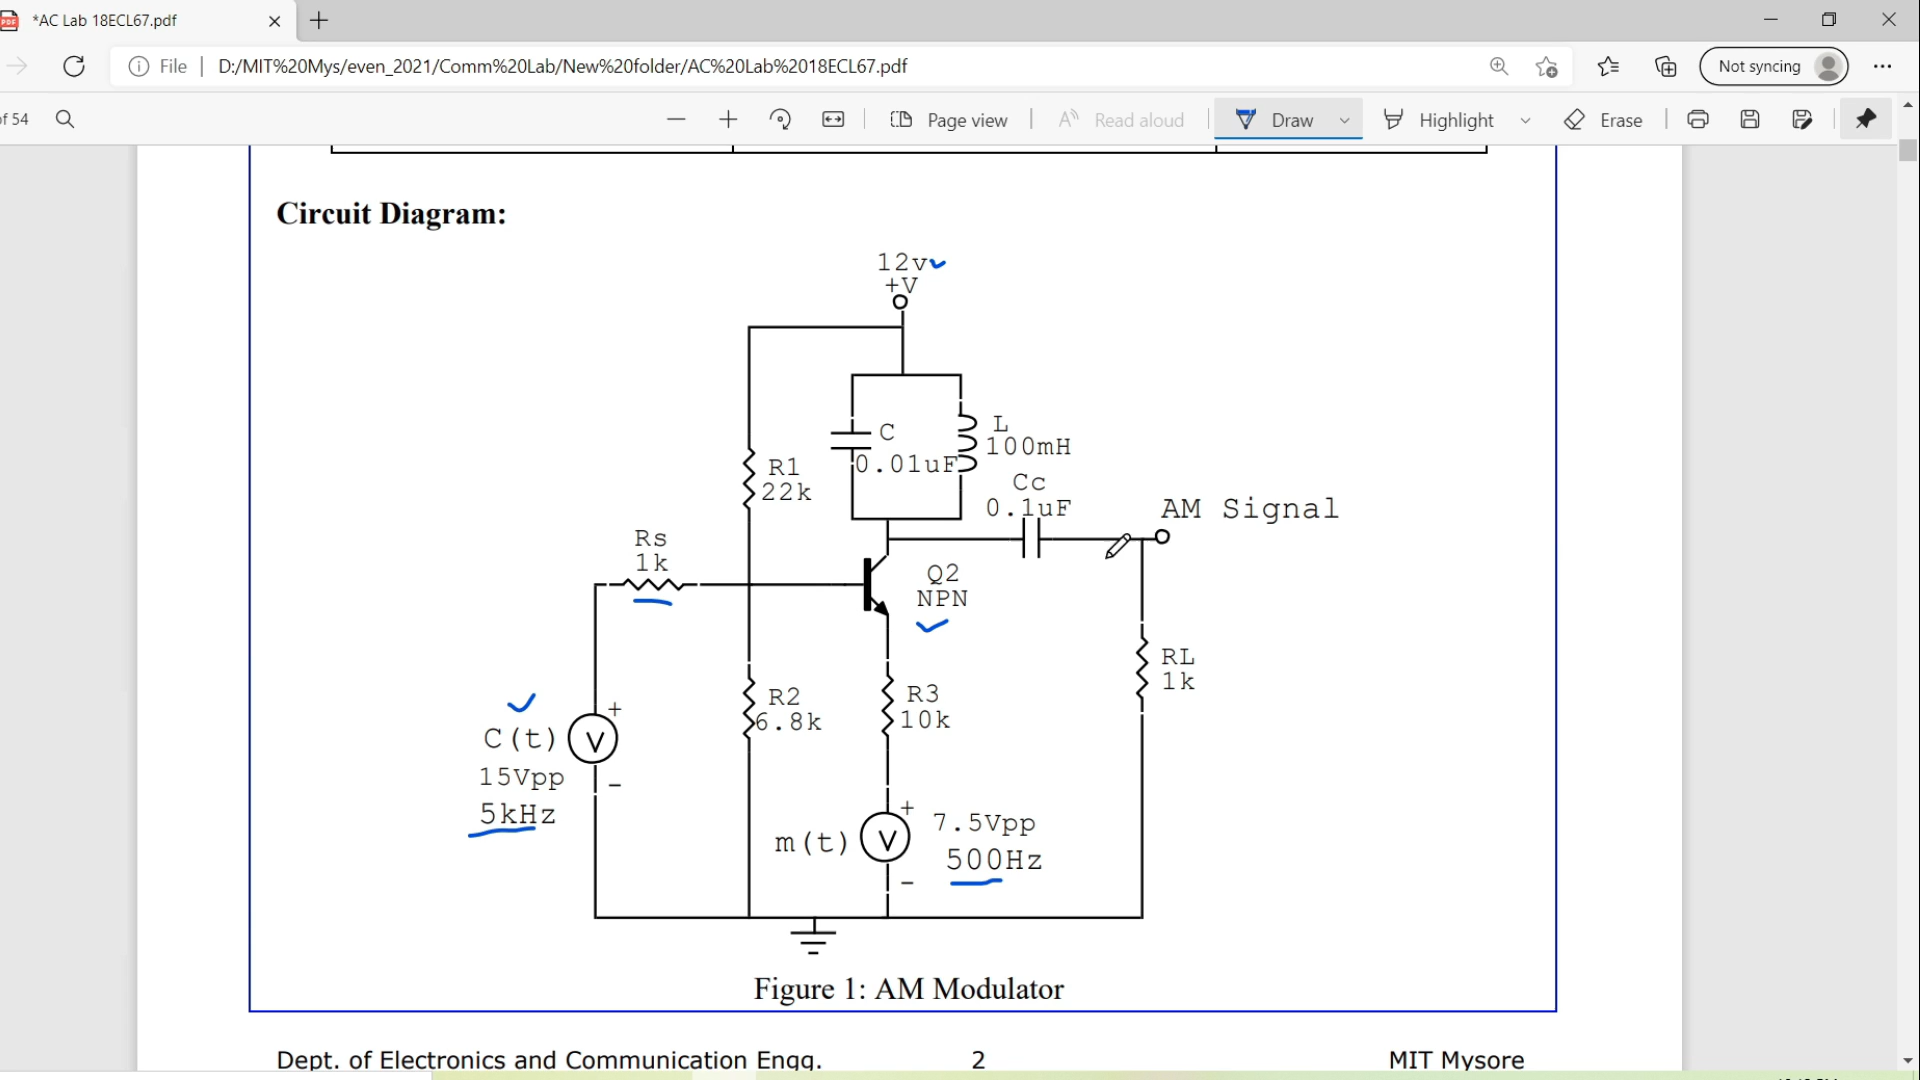 *AC Lab 18ECL67.pdf
File | D:/MIT%20Mys/even_2021/Comm%20Lab/New%20folder/AC%20Lab%2018ECL67.pdf
Not syncing
of 54
Page view
Read aloud
Draw
Highlight
Erase
Circuit Diagram:
12v
+V
C
0.01uF
L
100mH
R1
22k
Cc
0.1uF
AM Signal
Rs
1k
Q2
NPN
RL
1k
R2
6.8k
R3
10k
+
C(t) V
15Vpp
-
5kHz
+
7.5Vpp
m(t) V
500Hz
-
Figure 1: AM Modulator
Dept. of Electronics and Communication Engg. 2 MIT Mysore